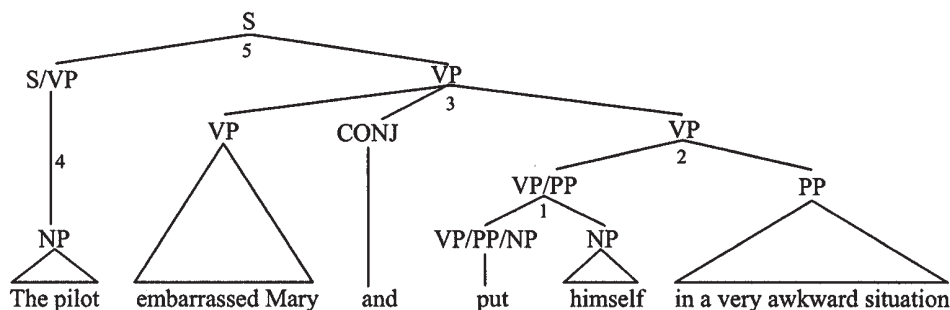 S
5
S/VP
VP
3
VP
CONJ
VP
4
2
VP/PP
PP
1
NP
VP/PP/NP
NP
The pilot embarrassed Mary and put himself in a very awkward situation